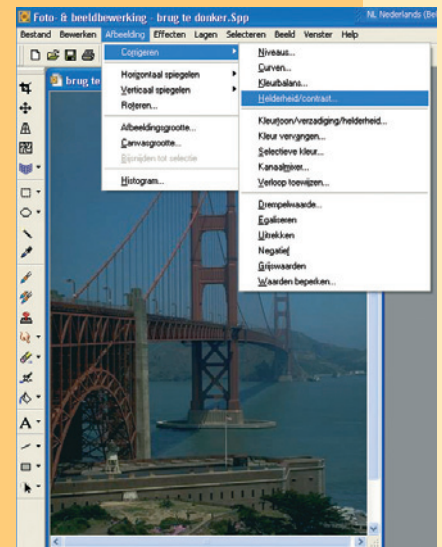 Foto- & beeldbewerking - brug te donker.Spp
NL Nederlands (Bel
Bestand Bewerken Afbeelding Effecten Lagen Selecteren Beeld Venster Help
brug te
Corrigeren
Horizontaal spiegelen
Verticaal spiegelen
Roteren...
Afbeeldingsgrootte...
Canvasgrootte...
Bijsnijden tot selectie
Histogram...
Niveaus...
Curven...
Kleurbalans...
Helderheid/contrast...
Kleurtoon/verzadiging/helderheid...
Kleur vervangen...
Selectieve kleur...
Kanaalmixer...
Verloop toewijzen...
Drempelwaarde...
Egaliseren
Uitrekken
Negatief
Grijswaarden
Waarden beperken...
A